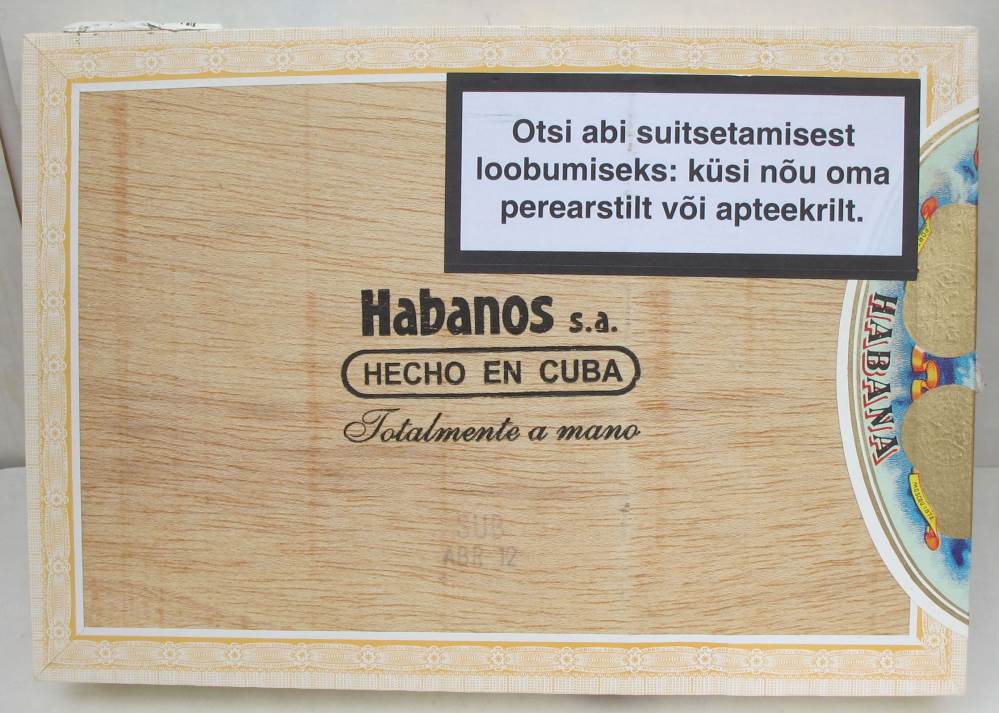 Otsi abi suitsetamisest
loobumiseks: küsi nõu oma
perearstilt või apteekrilt.
Habanos s.a.
HECHO EN CUBA
Totalmente a mano
HABANA
SUB
ABR 12